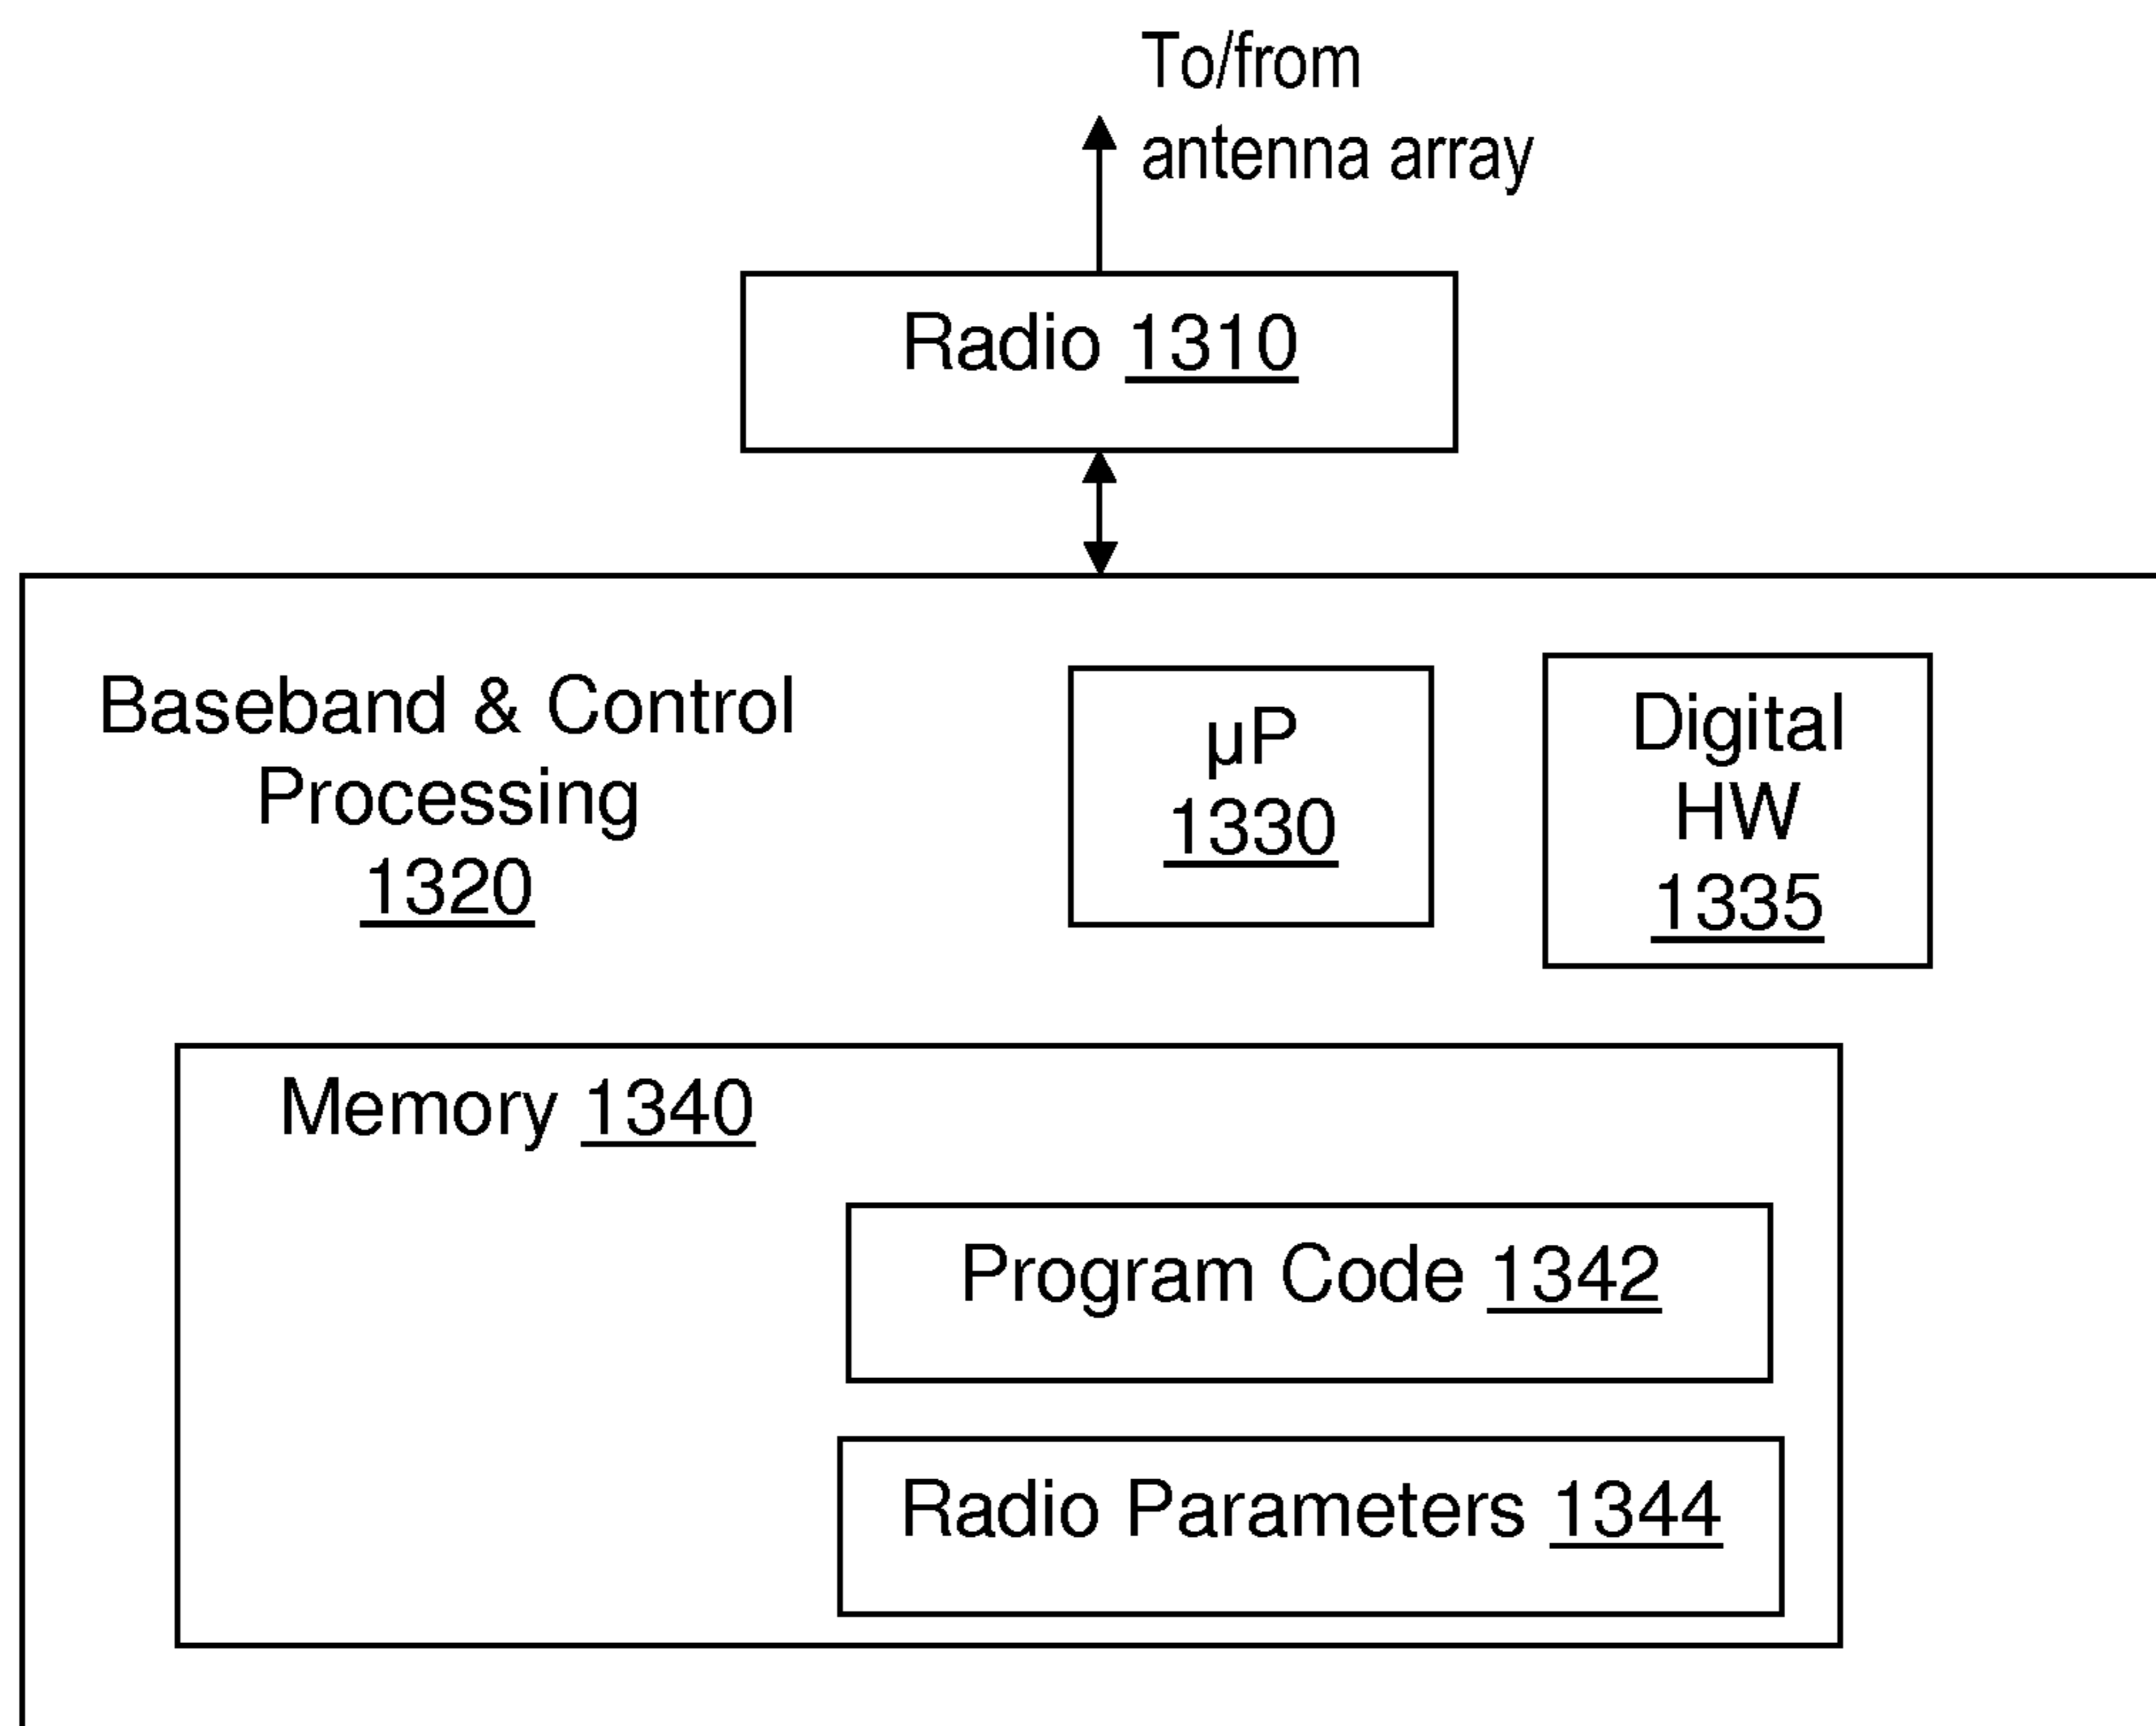 To/from
antenna array
Radio 1310
Baseband & Control
Processing
1320
µP
1330
Digital
HW
1335
Memory 1340
Program Code 1342
Radio Parameters 1344